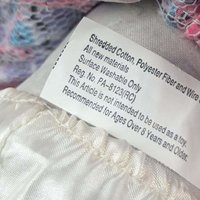 Shredded Cotton, Polyester Fiber and Wire
All new materials
Surface Washable Only
Reg. No. PA-8123(RC)
This Article is not intended to be used as a toy.
Recommended for Ages Over 8 Years and Older.